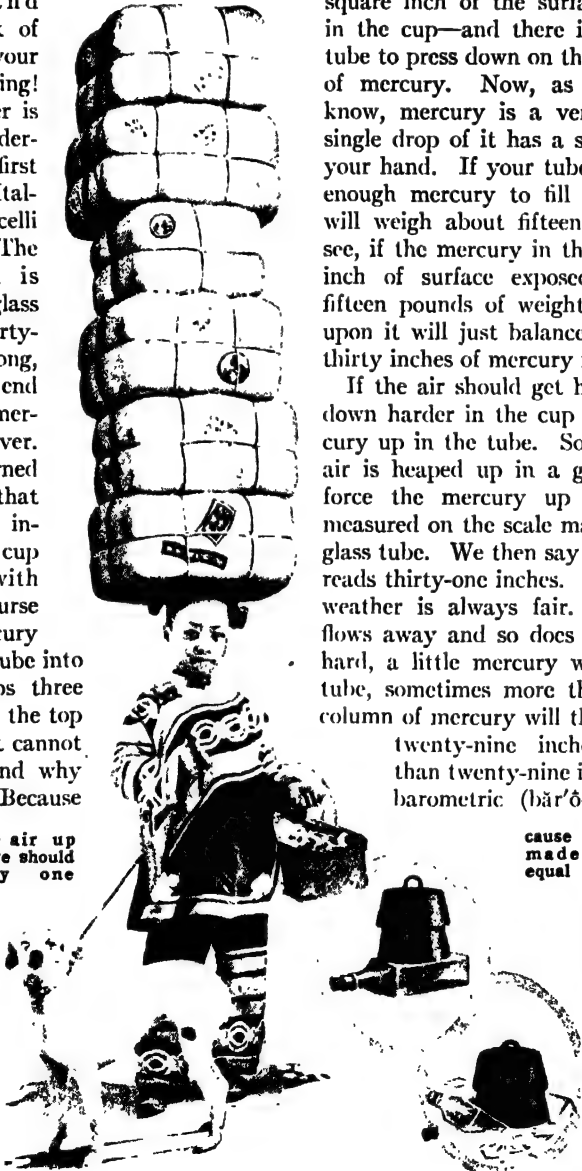 of
your
ing!
er is
der-
first
Ital-
celli
The
is
glass
rty-
ong,
end
mer-
ver.
rned
that
in-
cup
with
urse
cury
ube into
ps three
the top
cannot
nd why
Because
air up
e should
y one
square inch of the surfa
in the cup—and there i
tube to press down on th
of mercury. Now, as
know, mercury is a ver
single drop of it has a s
your hand. If your tube
enough mercury to fill
will weigh about fifteen
see, if the mercury in th
inch of surface exposed
fifteen pounds of weight
upon it will just balance
thirty inches of mercury
If the air should get h
down harder in the cup
cury up in the tube. So
air is heaped up in a g
force the mercury up
measured on the scale ma
glass tube. We then say
reads thirty-one inches.
weather is always fair.
flows away and so does
hard, a little mercury w
tube, sometimes more th
column of mercury will th
twenty-nine inche
than twenty-nine i
barometric (băr′ô
cause
made
equal